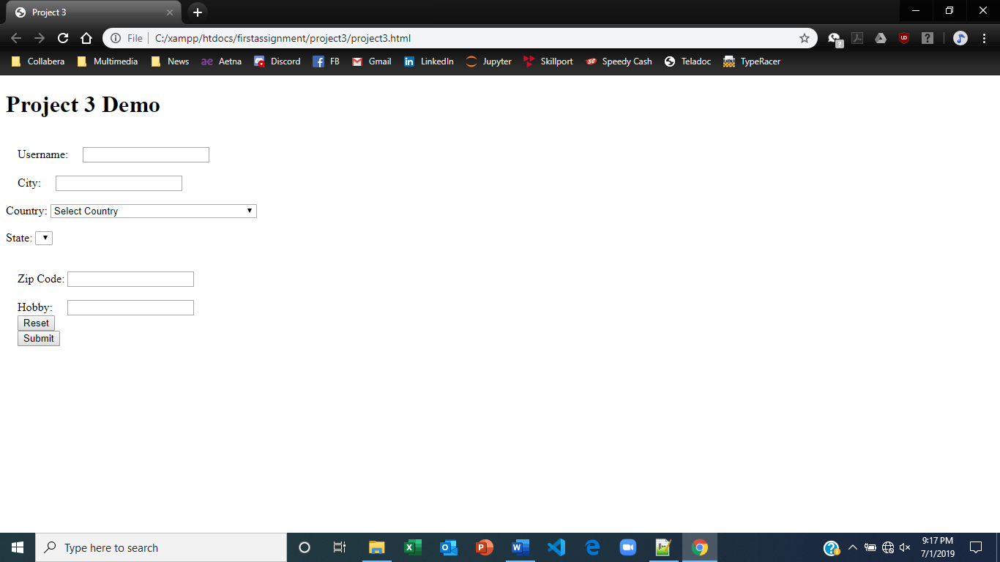 Project 3
File C:/xampp/htdocs/firstassignment/project3/project3.html
Collabera Multimedia News ae Aetna Discord FB Gmail LinkedIn Jupyter Skillport Speedy Cash Teladoc TypeRacer
Project 3 Demo
Username:
City:
Country: Select Country
State:
Zip Code:
Hobby:
Reset
Submit
Type here to search
9:17 PM
7/1/2019